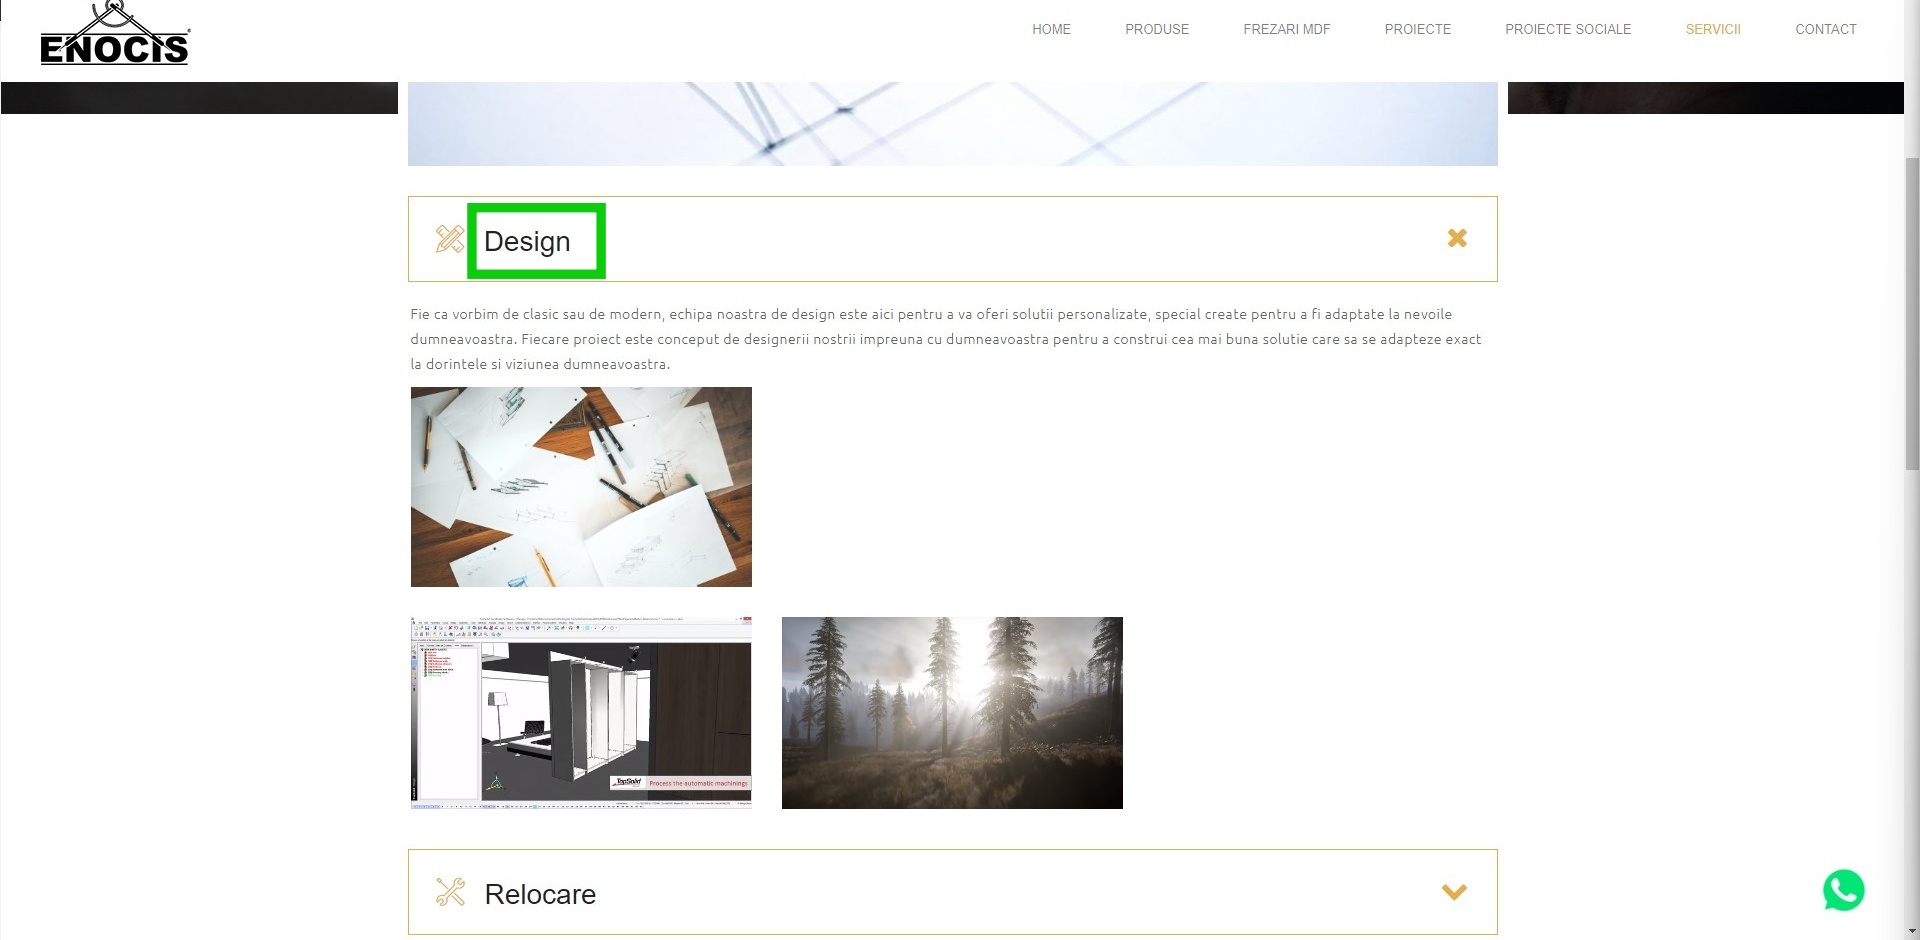 ENOCIS
HOME PRODUSE FREZARI MDF PROIECTE PROIECTE SOCIALE SERVICII CONTACT
Design
Fie ca vorbim de clasic sau de modern, echipa noastra de design este aici pentru a va oferi solutii personalizate, special create pentru a fi adaptate la nevoile
dumneavoastra. Fiecare proiect este conceput de designerii nostrii impreuna cu dumneavoastra pentru a construi cea mai buna solutie care sa se adapteze exact
la dorintele si viziunea dumneavoastra.
TopSolid Process the automatic machinings
Relocare